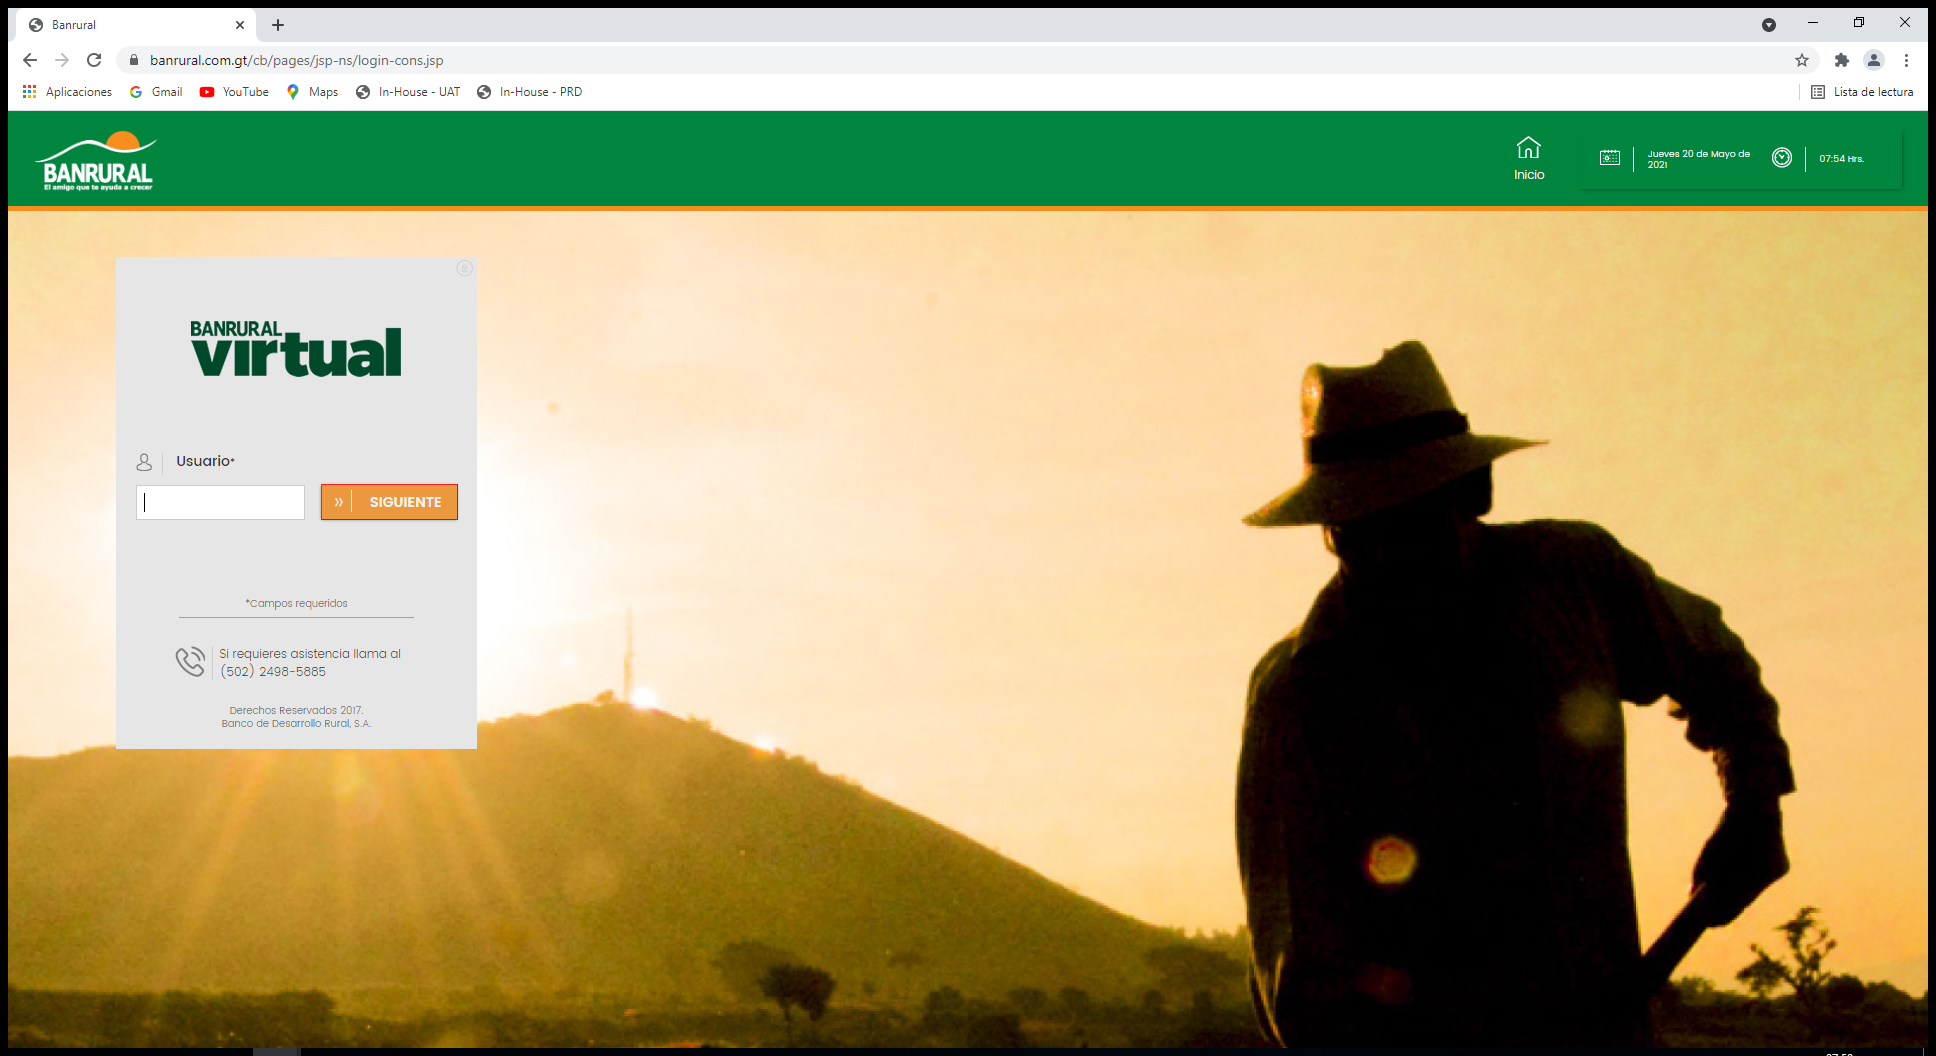 Banrural
banrural.com.gt/cb/pages/jsp-ns/login-cons.jsp
Aplicaciones Gmail YouTube Maps In-House - UAT In-House - PRD Lista de lectura
BANRURAL
El amigo que te ayuda a crecer
Inicio
Jueves 20 de Mayo de
2021
07:54 Hrs.
BANRURAL
virtual
Usuario*
» SIGUIENTE
*Campos requeridos
Si requieres asistencia llama al
(502) 2498-5885
Derechos Reservados 2017.
Banco de Desarrollo Rural, S.A.